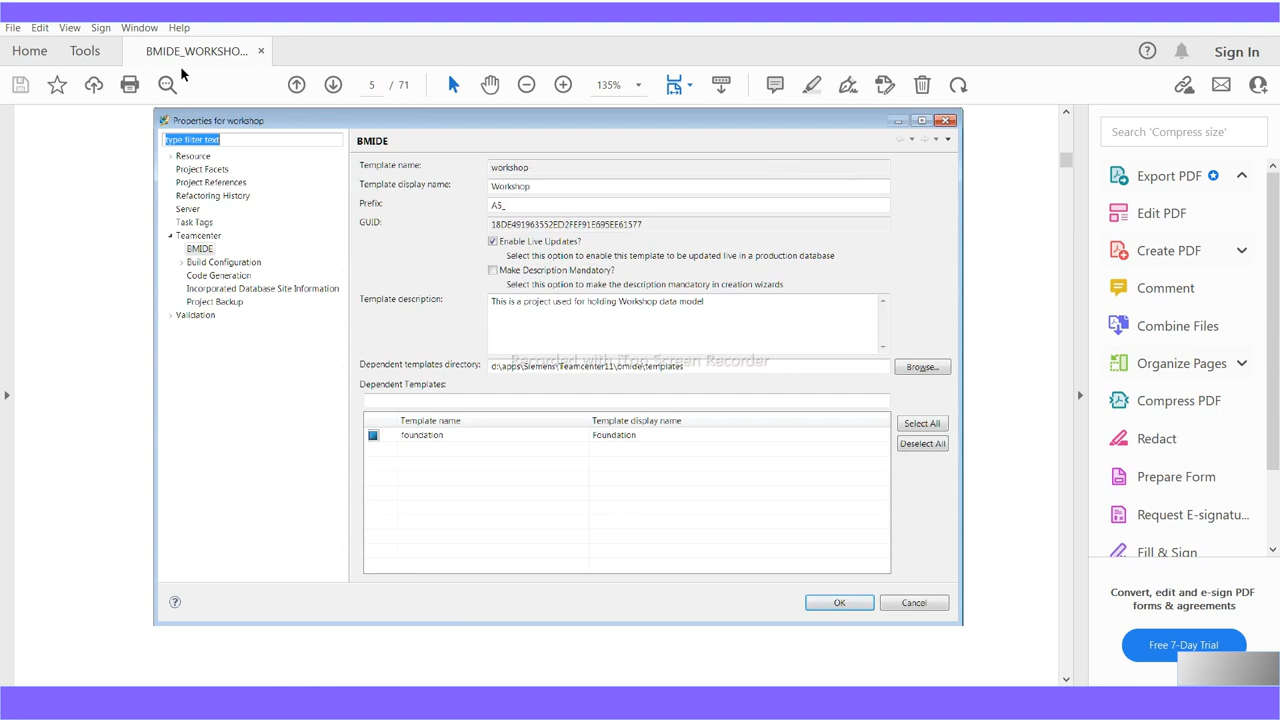 File Edit View Sign Window Help
Home Tools BMIDE_WORKSHO... × Sign In
5 / 71 135%
Properties for workshop
type filter text
Resource
Project Facets
Project References
Refactoring History
Server
Task Tags
Teamcenter
BMIDE
Build Configuration
Code Generation
Incorporated Database Site Information
Project Backup
Validation
BMIDE
Template name: workshop
Template display name: Workshop
Prefix: A5_
GUID: 18DE491963552ED2FEF91E695EE61577
Enable Live Updates?
Select this option to enable this template to be updated live in a production database
Make Description Mandatory?
Select this option to make the description mandatory in creation wizards
Template description: This is a project used for holding Workshop data model
Recorded with iTop Screen Recorder
Dependent templates directory: d:\apps\Siemens\Teamcenter11\bmide\templates Browse...
Dependent Templates:
Template name Template display name Select All
foundation Foundation
Deselect All
OK Cancel
Search 'Compress size'
Export PDF
Edit PDF
Create PDF
Comment
Combine Files
Organize Pages
Compress PDF
Redact
Prepare Form
Request E-signatu...
Fill & Sign
Convert, edit and e-sign PDF
forms & agreements
Free 7-Day Trial